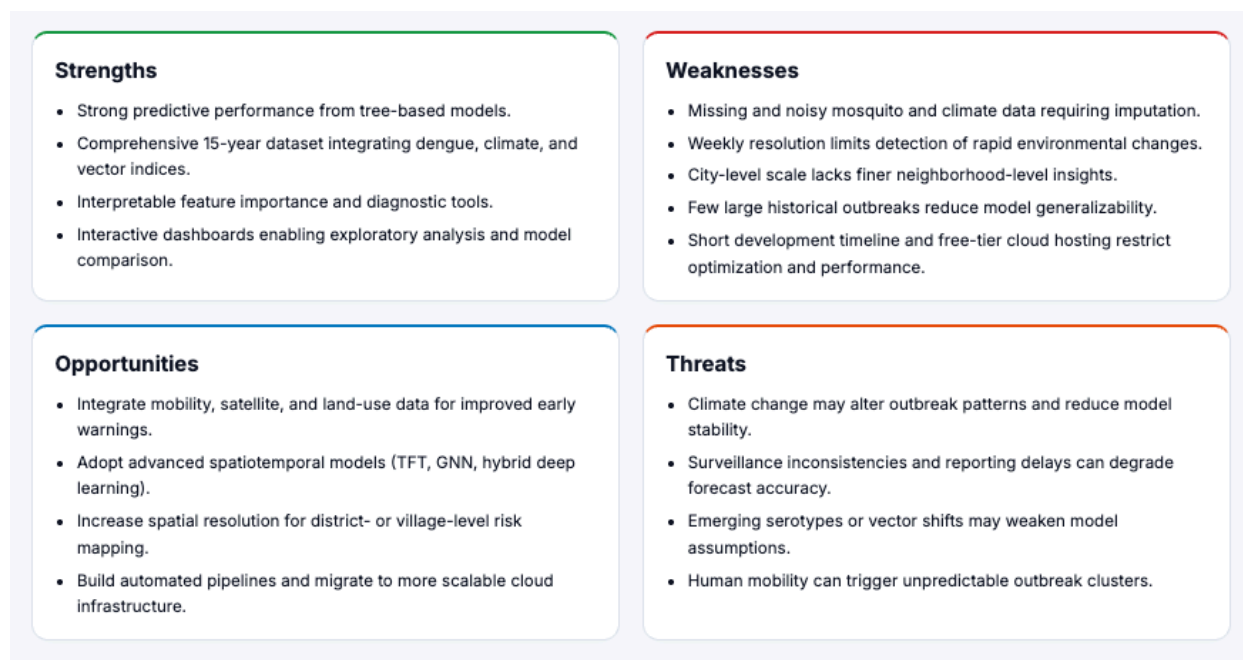 Strengths
• Strong predictive performance from tree-based models.
• Comprehensive 15-year dataset integrating dengue, climate, and
vector indices.
• Interpretable feature importance and diagnostic tools.
• Interactive dashboards enabling exploratory analysis and model
comparison.
Weaknesses
• Missing and noisy mosquito and climate data requiring imputation.
• Weekly resolution limits detection of rapid environmental changes.
• City-level scale lacks finer neighborhood-level insights.
• Few large historical outbreaks reduce model generalizability.
• Short development timeline and free-tier cloud hosting restrict
optimization and performance.
Opportunities
• Integrate mobility, satellite, and land-use data for improved early
warnings.
• Adopt advanced spatiotemporal models (TFT, GNN, hybrid deep
learning).
• Increase spatial resolution for district- or village-level risk
mapping.
• Build automated pipelines and migrate to more scalable cloud
infrastructure.
Threats
• Climate change may alter outbreak patterns and reduce model
stability.
• Surveillance inconsistencies and reporting delays can degrade
forecast accuracy.
• Emerging serotypes or vector shifts may weaken model
assumptions.
• Human mobility can trigger unpredictable outbreak clusters.